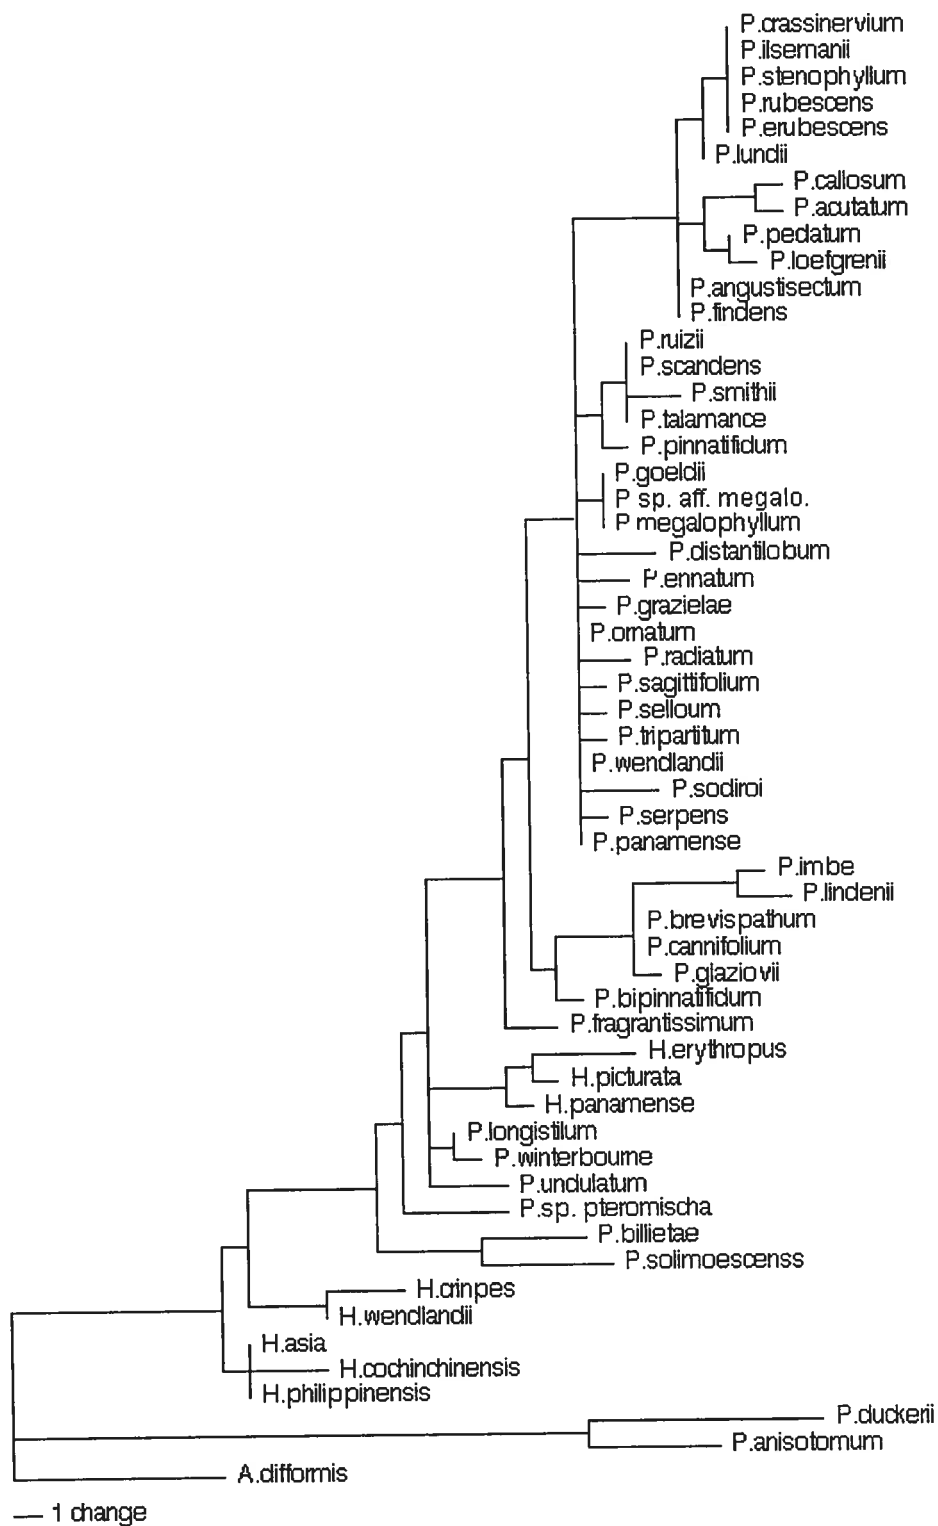 P.crassinervium
P.ilsemanii
P.stenophyllum
P.rubescens
P.erubescens
P.lundii
P.callosum
P.acutatum
P.pedatum
P.loefgrenii
P.angustisectum
P.findens
P.ruizii
P.scandens
P.smithii
P.talamance
P.pinnatifidum
P.goeldii
P sp. aff. megalo.
P megalophyllum
P.distantilobum
P.ennatum
P.grazielae
P.ornatum
P.radiatum
P.sagittifolium
P.selloum
P.tripartitum
P.wendlandii
P.sodiroi
P.serpens
P.panamense
P.imbe
P.lindenii
P.brevispathum
P.cannifolium
P.glaziovii
P.bipinnatifidum
P.fragrantissimum
H.erythropus
H.picturata
H.panamense
P.longistilum
P.winterbourne
P.undulatum
P.sp. pteromischa
P.billietae
P.solimoescenss
H.crinpes
H.wendlandii
H.asia
H.cochinchinensis
H.philippinensis
P.duckerii
P.anisotomum
A.difformis
1 change